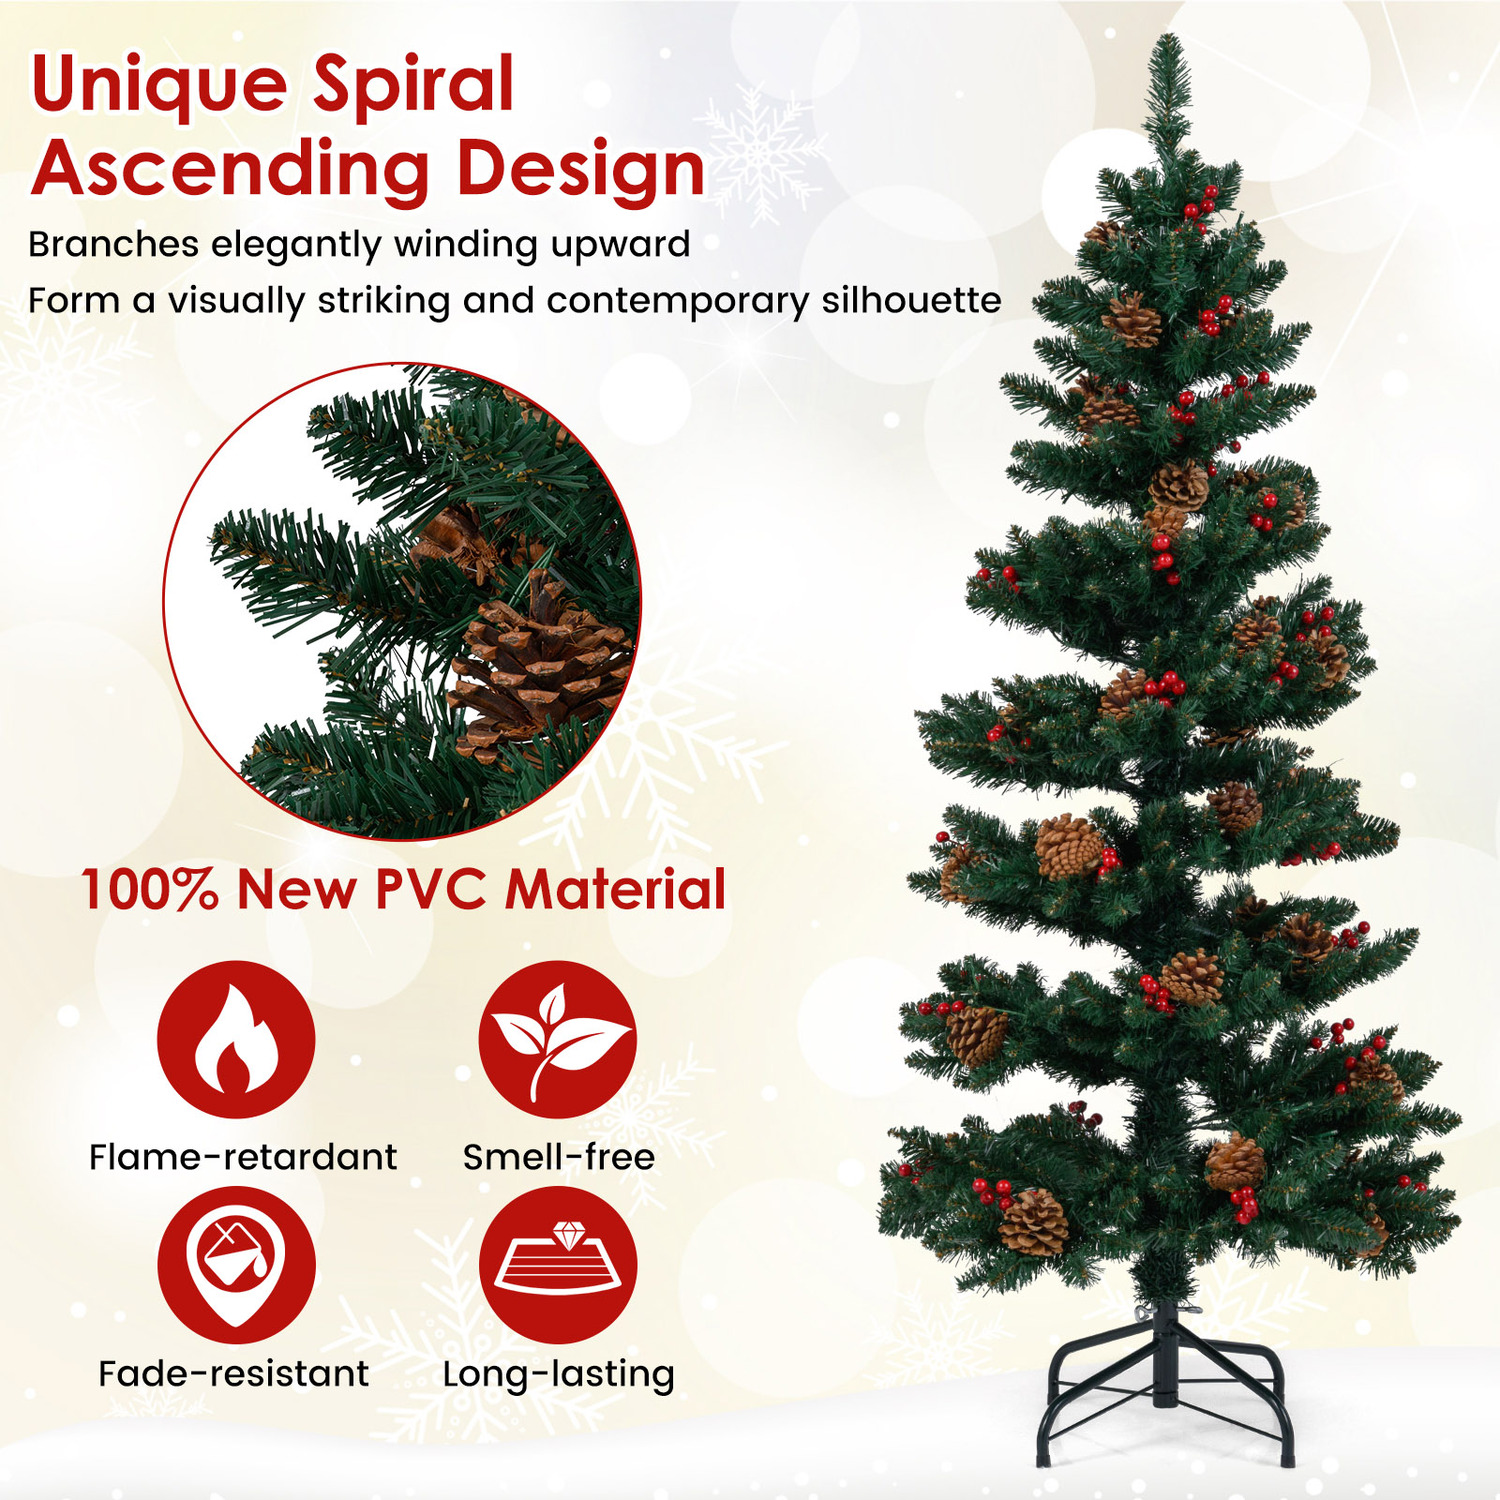 Unique Spiral
Ascending Design
Branches elegantly winding upward
Form a visually striking and contemporary silhouette
100% New PVC Material
Flame-retardant
Smell-free
Fade-resistant
Long-lasting